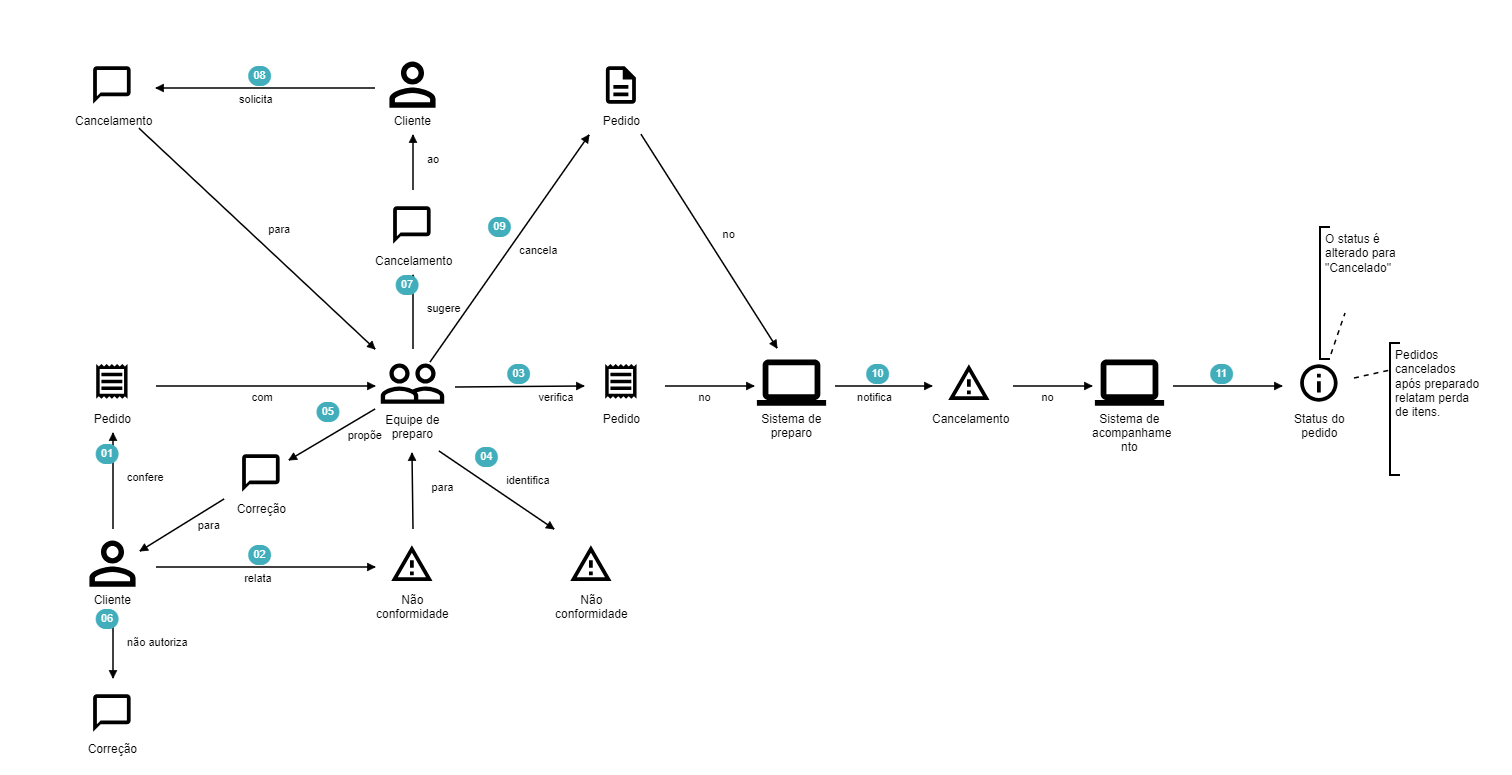 08
solicita
Cancelamento
Cliente
Pedido
ao
para
09
cancela
no
Cancelamento
07
sugere
O status é
alterado para
"Cancelado"
Pedidos
cancelados
após preparado
relatam perda
de itens.
com
03
verifica
no
10
notifica
no
11
Pedido
05
propõe
Equipe de
preparo
Pedido
Sistema de
preparo
Cancelamento
Sistema de
acompanhame
nto
Status do
pedido
01
confere
04
identifica
para
Correção
para
02
relata
Cliente
Não
conformidade
Não
conformidade
06
não autoriza
Correção